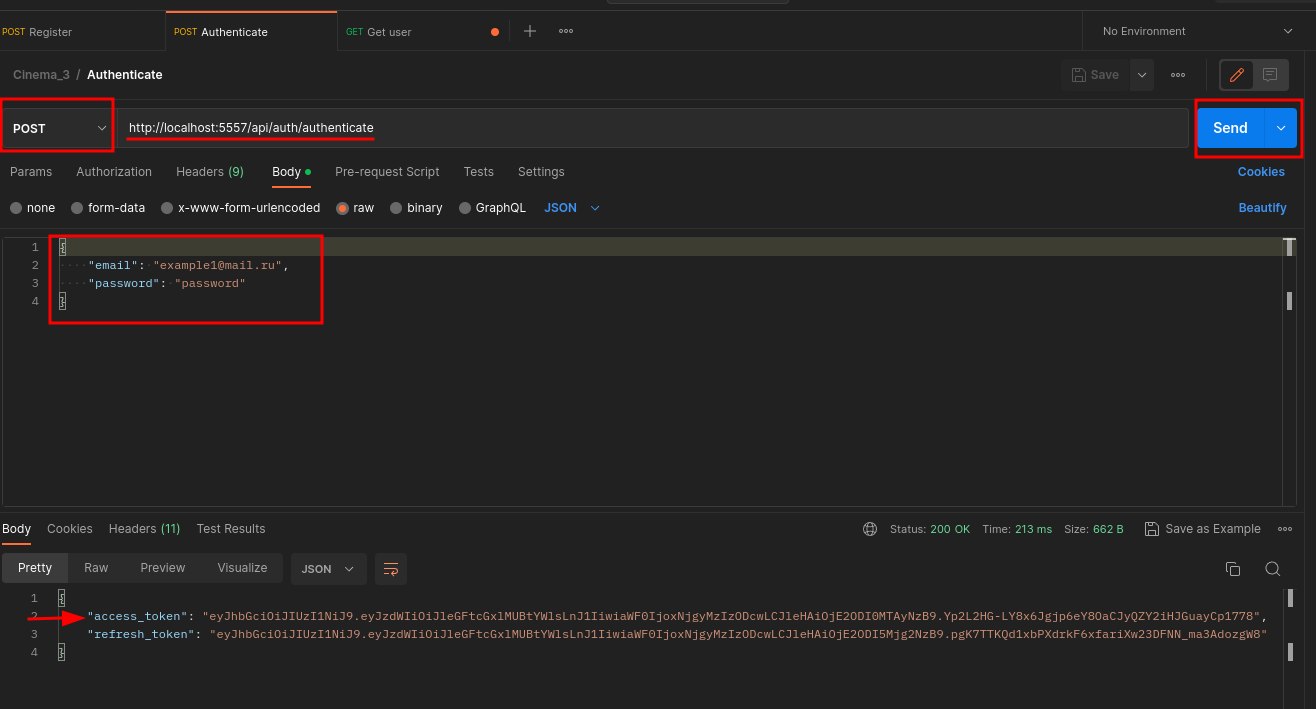 POST Register POST Authenticate GET Get user No Environment
Cinema_3 / Authenticate Save
POST http://localhost:5557/api/auth/authenticate Send
Params Authorization Headers (9) Body Pre-request Script Tests Settings Cookies
none form-data x-www-form-urlencoded raw binary GraphQL JSON Beautify
1 {
2 "email": "example1@mail.ru",
3 "password": "password"
4 }
Body Cookies Headers (11) Test Results Status: 200 OK Time: 213 ms Size: 662 B Save as Example
Pretty Raw Preview Visualize JSON
1 {
2 "access_token": "eyJhbGciOiJIUzI1NiJ9.eyJzdWIiOiJleGFtcGxlMUBtYWlsLnJ1IiwiaWF0IjoxNjgyMzIzODcwLCJleHAiOjE2ODI0MTAyNzB9.Yp2L2HG-LY8x6Jgjp6eY8OaCJyQZY2iHJGuayCp1778",
3 "refresh_token": "eyJhbGciOiJIUzI1NiJ9.eyJzdWIiOiJleGFtcGxlMUBtYWlsLnJ1IiwiaWF0IjoxNjgyMzIzODcwLCJleHAiOjE2ODI5Mjg2NzB9.pgK7TTKQd1xbPXdrkF6xfariXw23DFNN_ma3AdozgW8"
4 }